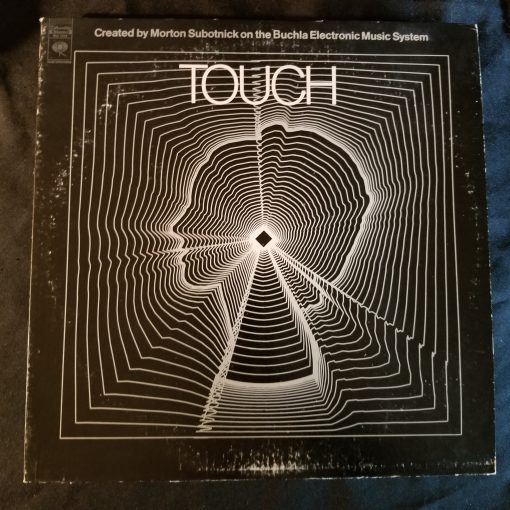 Created by Morton Subotnick on the Buchla Electronic Music System
TOUCH